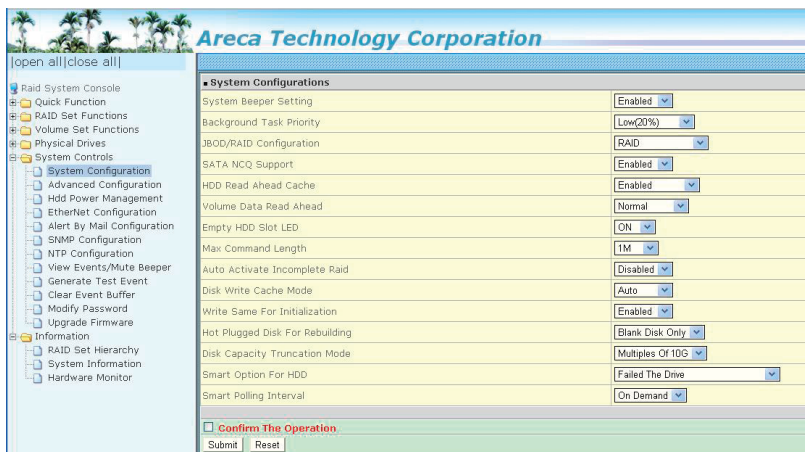 Areca Technology Corporation
|open all|close all|
Raid System Console
Quick Function
RAID Set Functions
Volume Set Functions
Physical Drives
System Controls
System Configuration
Advanced Configuration
Hdd Power Management
EtherNet Configuration
Alert By Mail Configuration
SNMP Configuration
NTP Configuration
View Events/Mute Beeper
Generate Test Event
Clear Event Buffer
Modify Password
Upgrade Firmware
Information
RAID Set Hierarchy
System Information
Hardware Monitor
System Configurations
System Beeper Setting Enabled
Background Task Priority Low(20%)
JBOD/RAID Configuration RAID
SATA NCQ Support Enabled
HDD Read Ahead Cache Enabled
Volume Data Read Ahead Normal
Empty HDD Slot LED ON
Max Command Length 1M
Auto Activate Incomplete Raid Disabled
Disk Write Cache Mode Auto
Write Same For Initialization Enabled
Hot Plugged Disk For Rebuilding Blank Disk Only
Disk Capacity Truncation Mode Multiples Of 10G
Smart Option For HDD Failed The Drive
Smart Polling Interval On Demand
Confirm The Operation
Submit Reset